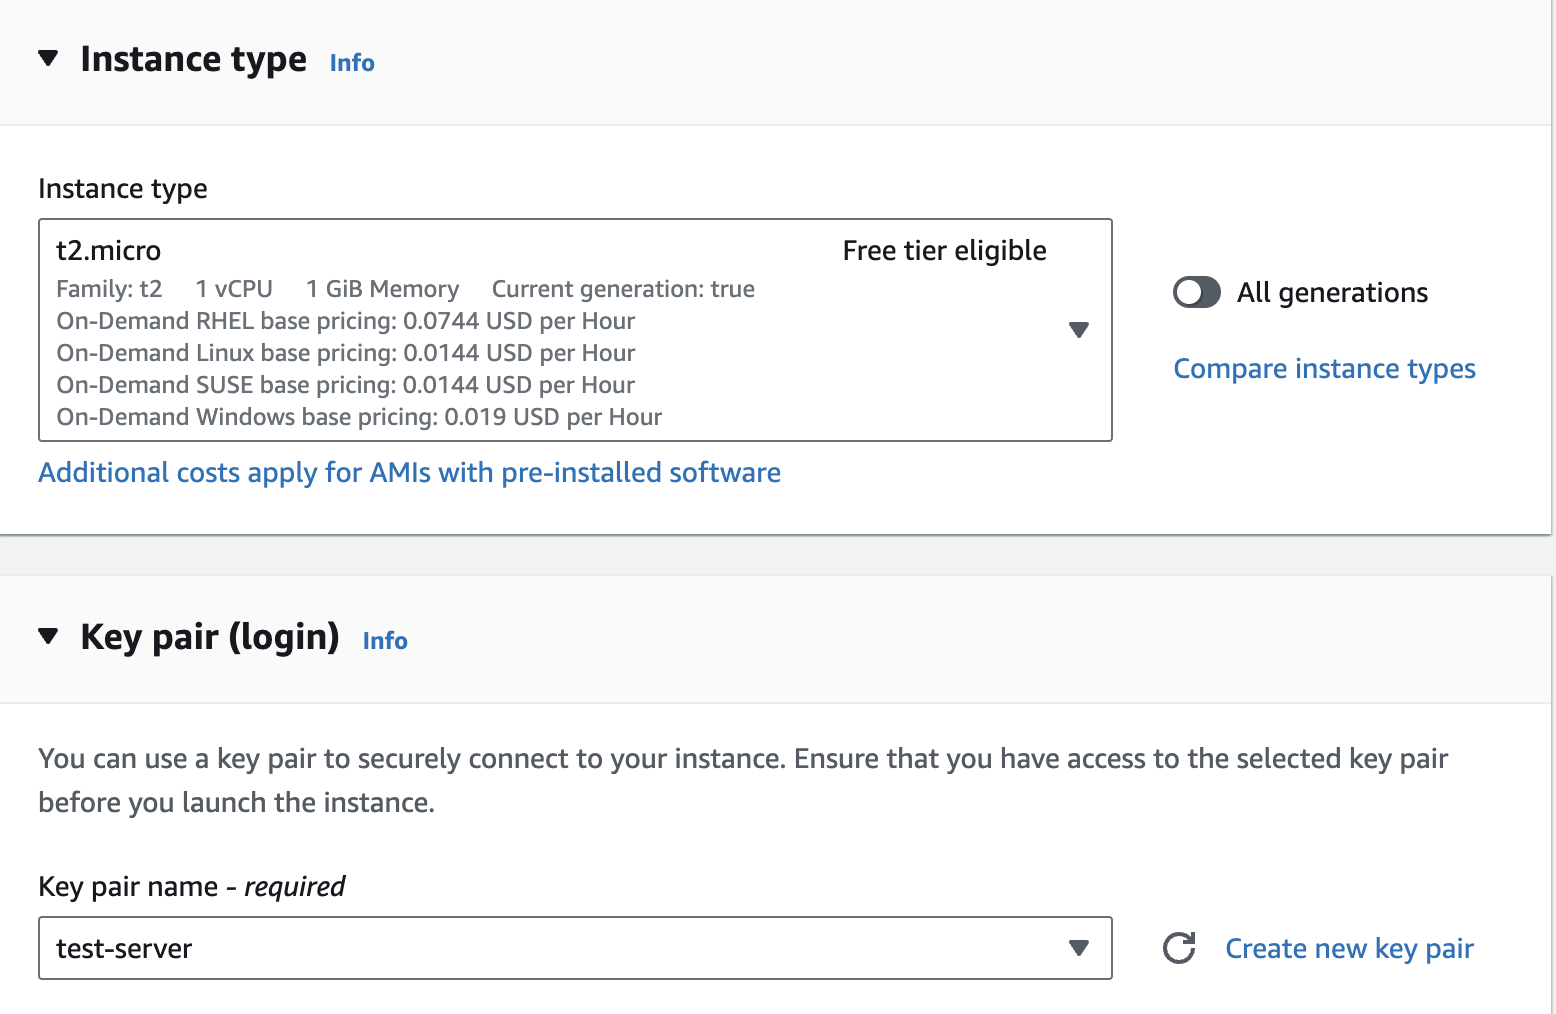 Instance type Info
Instance type
t2.micro Free tier eligible
Family: t2 1 vCPU 1 GiB Memory Current generation: true
On-Demand RHEL base pricing: 0.0744 USD per Hour
On-Demand Linux base pricing: 0.0144 USD per Hour
On-Demand SUSE base pricing: 0.0144 USD per Hour
On-Demand Windows base pricing: 0.019 USD per Hour
All generations
Compare instance types
Additional costs apply for AMIs with pre-installed software
Key pair (login) Info
You can use a key pair to securely connect to your instance. Ensure that you have access to the selected key pair
before you launch the instance.
Key pair name - required
test-server
Create new key pair